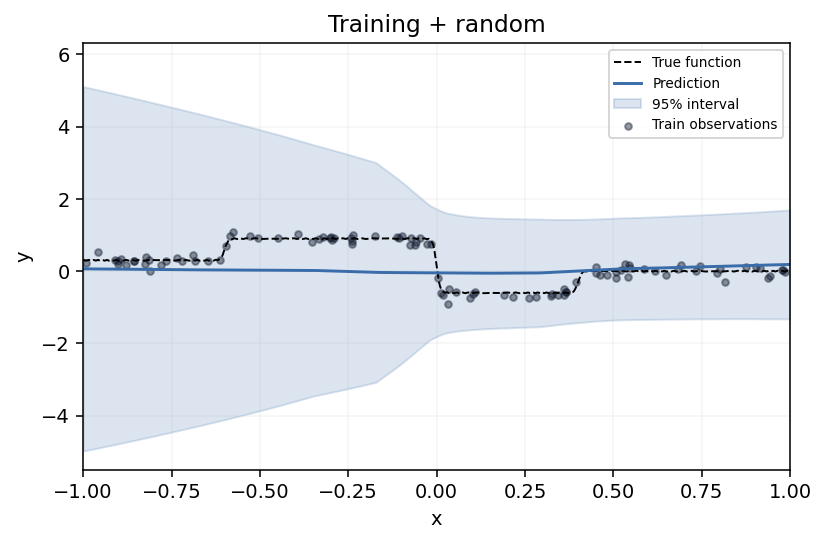 Training + random
6
4
2
0
−2
−4
y
True function
Prediction
95% interval
Train observations
−1.00 −0.75 −0.50 −0.25 0.00 0.25 0.50 0.75 1.00
x